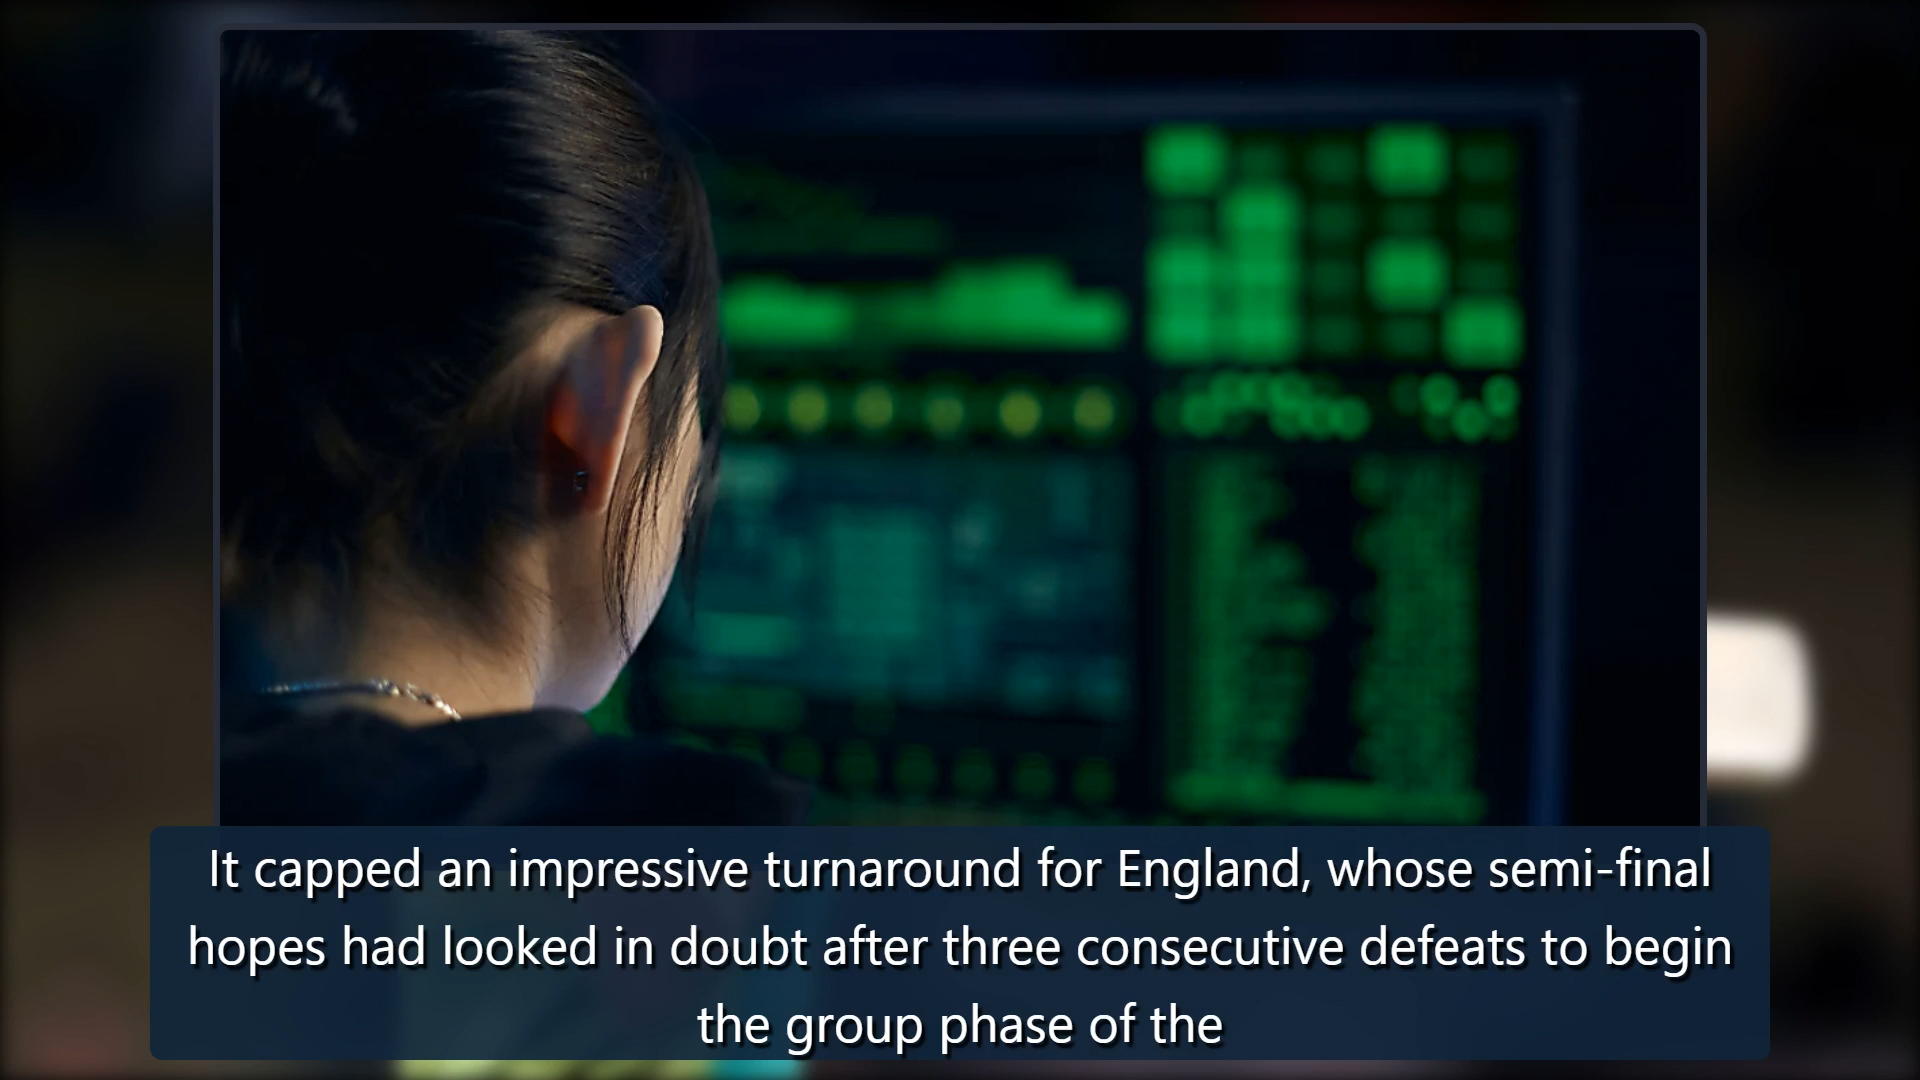 It capped an impressive turnaround for England, whose semi-final
hopes had looked in doubt after three consecutive defeats to begin
the group phase of the